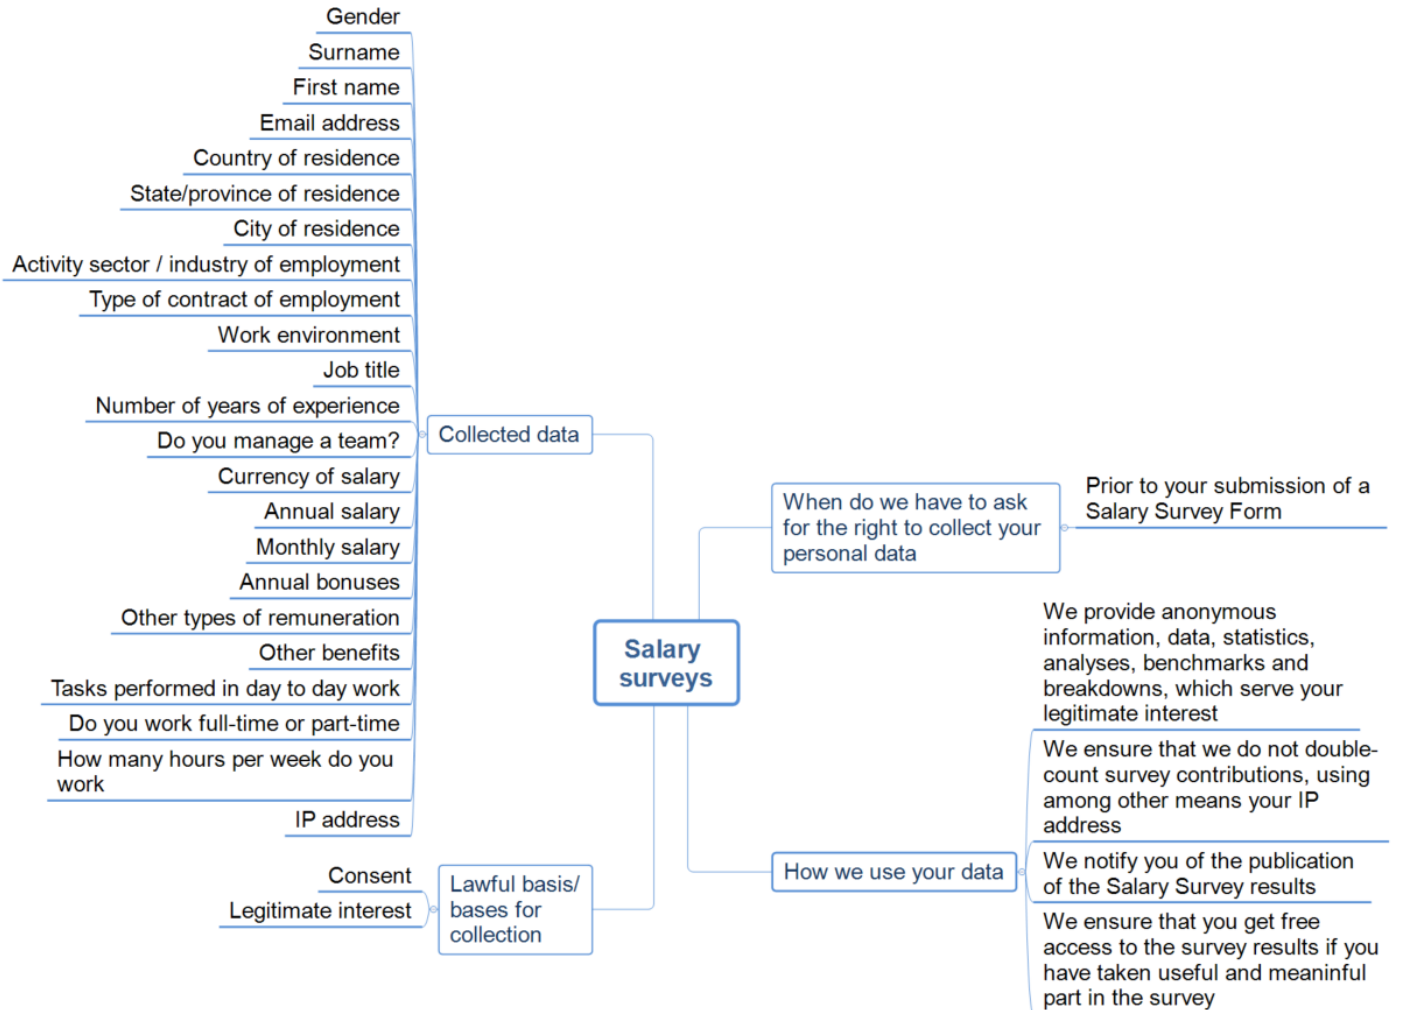 Gender
Surname
First name
Email address
Country of residence
State/province of residence
City of residence
Activity sector / industry of employment
Type of contract of employment
Work environment
Job title
Number of years of experience
Do you manage a team?
Currency of salary
Annual salary
Monthly salary
Annual bonuses
Other types of remuneration
Other benefits
Tasks performed in day to day work
Do you work full-time or part-time
How many hours per week do you
work
IP address
Collected data
Consent
Legitimate interest
Lawful basis/
bases for
collection
Salary
surveys
When do we have to ask
for the right to collect your
personal data
Prior to your submission of a
Salary Survey Form
How we use your data
We provide anonymous
information, data, statistics,
analyses, benchmarks and
breakdowns, which serve your
legitimate interest
We ensure that we do not double-
count survey contributions, using
among other means your IP
address
We notify you of the publication
of the Salary Survey results
We ensure that you get free
access to the survey results if you
have taken useful and meaninful
part in the survey